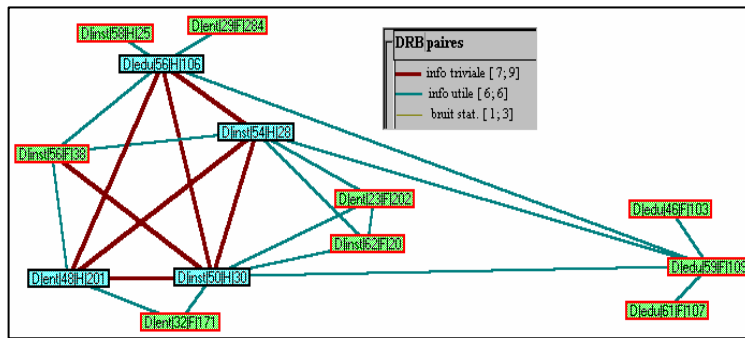 D|ent|29|F|284
D|inst|58|H|25
D|edu|56|H|106
DRB paires
info triviale [ 7; 9]
info utile [ 6; 6]
bruit stat. [ 1; 3]
D|inst|54|H|28
D|inst|56|F|38
D|ent|23|F|202
D|edu|46|F|103
D|inst|62|F|20
D|edu|59|F|109
D|ent|48|H|201
D|inst|50|H|30
D|edu|61|F|107
D|ent|32|F|171